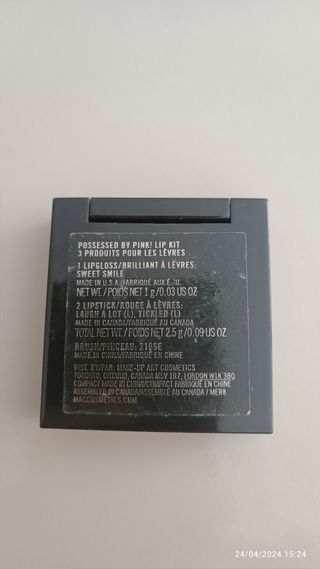 POSSESSED BY PINK! LIP KIT
3 PRODUITS POUR LES LÈVRES
1 LIPGLOSS/BRILLIANT À LÈVRES:
SWEET SMILE
MADE IN U.S.A./FABRIQUÉ AUX É.-U.
NET WT./POIDS NET 1 g/0.03 US OZ
2 LIPSTICK/ROUGE À LÈVRES:
LAUGH A LOT (L), TICKLED (L)
MADE IN CANADA/FABRIQUÉ AU CANADA
TOTAL NET WT./POIDS NET 2.5 g/0.09 US OZ
BRUSH/PINCEAU: 316SE
MADE IN CHINA/FABRIQUÉ EN CHINE
DIST. BY/PAR: MAKE-UP ART COSMETICS
TORONTO, ONTARIO, CANADA M5V 1R7; LONDON W1K 3BQ
COMPACT MADE IN CHINA/COMPACT FABRIQUÉ EN CHINE
ASSEMBLED IN CANADA/ASSEMBLÉ AU CANADA /
MACCOSMETICS.COM
24/04/2024 15:24